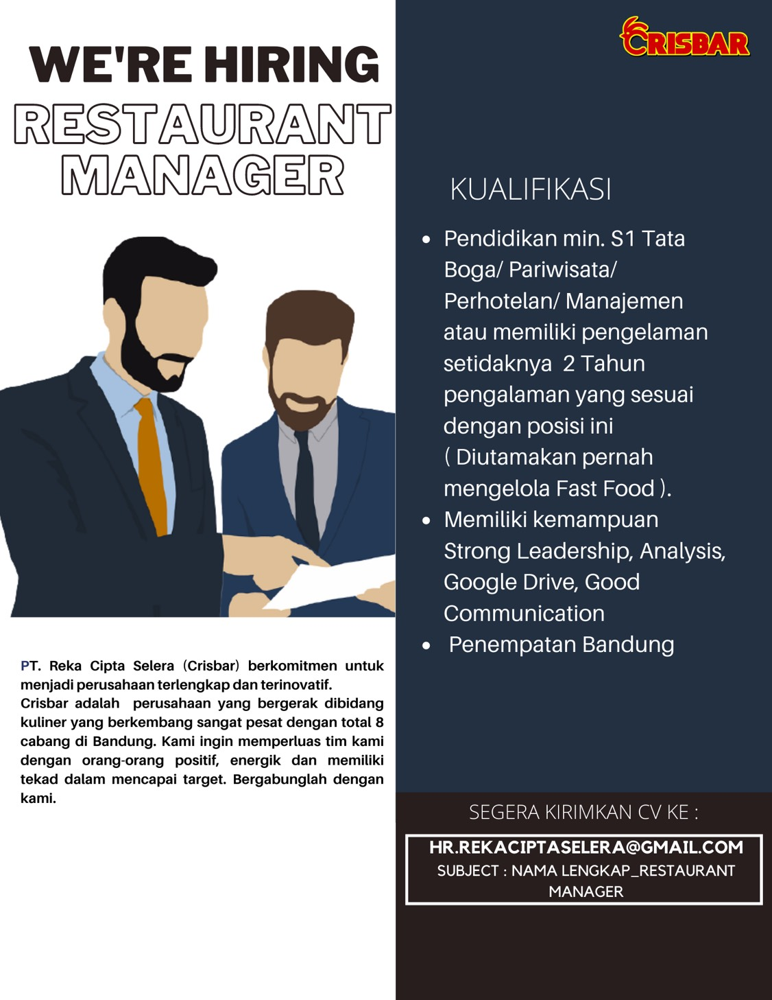 WE'RE HIRING
RESTAURANT
MANAGER
PT. Reka Cipta Selera (Crisbar) berkomitmen untuk
menjadi perusahaan terlengkap dan terinovatif.
Crisbar adalah perusahaan yang bergerak dibidang
kuliner yang berkembang sangat pesat dengan total 8
cabang di Bandung. Kami ingin memperluas tim kami
dengan orang-orang positif, energik dan memiliki
tekad dalam mencapai target. Bergabunglah dengan
kami.
CRISBAR
KUALIFIKASI
• Pendidikan min. S1 Tata
Boga/ Pariwisata/
Perhotelan/ Manajemen
atau memiliki pengelaman
setidaknya 2 Tahun
pengalaman yang sesuai
dengan posisi ini
( Diutamakan pernah
mengelola Fast Food ).
• Memiliki kemampuan
Strong Leadership, Analysis,
Google Drive, Good
Communication
• Penempatan Bandung
SEGERA KIRIMKAN CV KE :
HR.REKACIPTASELERA@GMAIL.COM
SUBJECT : NAMA LENGKAP_RESTAURANT
MANAGER